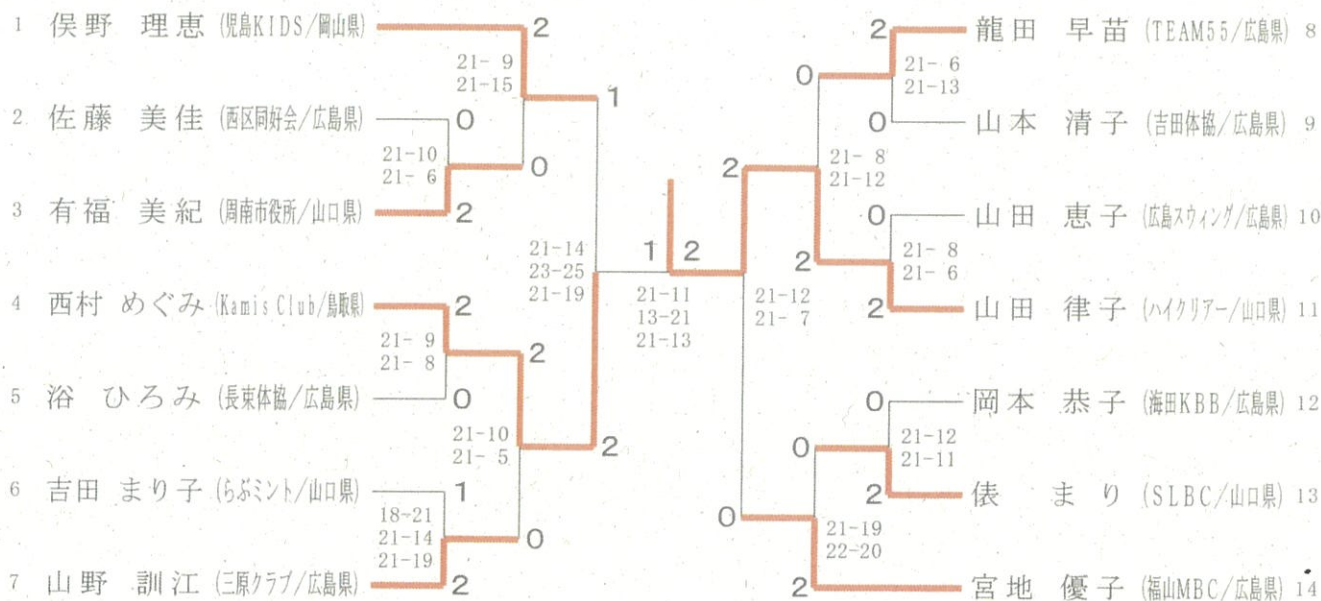 1 俣野 理恵 (児島KIDS/岡山県) 2
21- 9
21-15
1
2 佐藤 美佳 (西区同好会/広島県) 0
21-10
21- 6
0
3 有福 美紀 (周南市役所/山口県) 2
21-14
23-25
21-19
4 西村 めぐみ (Kamis Club/鳥取県) 2
21- 9
21- 8
2
5 浴 ひろみ (長束体協/広島県) 0
21-10
21- 5
2
6 吉田 まり子 (らぶミント/山口県) 1
18-21
21-14
21-19
0
7 山野 訓江 (三原クラブ/広島県) 2
1 2
21-11
13-21
21-13
2 龍田 早苗 (TEAM55/広島県) 8
0
21- 6
21-13
0 山本 清子 (吉田体協/広島県) 9
2
21- 8
21-12
0 山田 恵子 (広島スウィング/広島県) 10
2
21- 8
21- 6
2 山田 律子 (ハイクリアー/山口県) 11
21-12
21- 7
0 岡本 恭子 (海田KBB/広島県) 12
0
21-12
21-11
2 俵 まり (SLBC/山口県) 13
0
21-19
22-20
2 宮地 優子 (福山MBC/広島県) 14